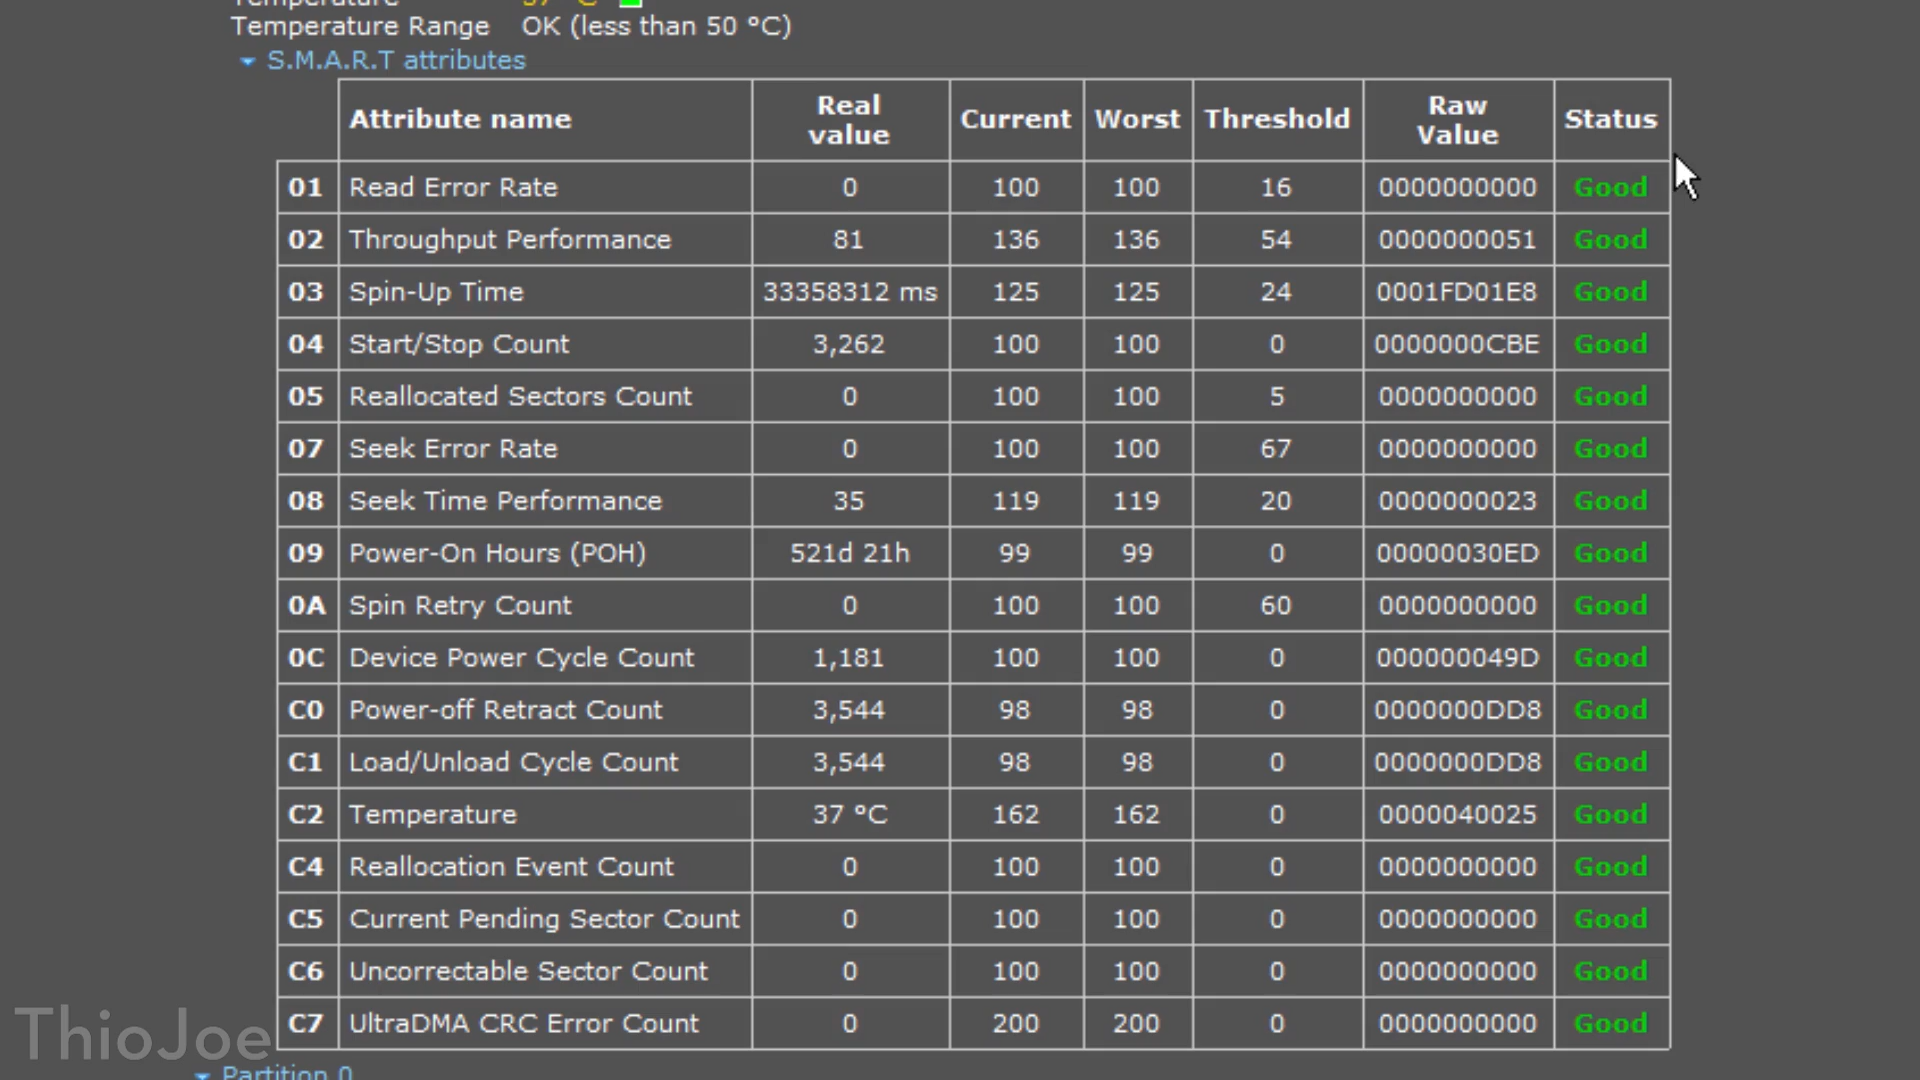 Temperature 37 °C
Temperature Range OK (less than 50 °C)
S.M.A.R.T attributes
Attribute name Real value Current Worst Threshold Raw Value Status
01 Read Error Rate 0 100 100 16 0000000000 Good
02 Throughput Performance 81 136 136 54 0000000051 Good
03 Spin-Up Time 33358312 ms 125 125 24 0001FD01E8 Good
04 Start/Stop Count 3,262 100 100 0 0000000CBE Good
05 Reallocated Sectors Count 0 100 100 5 0000000000 Good
07 Seek Error Rate 0 100 100 67 0000000000 Good
08 Seek Time Performance 35 119 119 20 0000000023 Good
09 Power-On Hours (POH) 521d 21h 99 99 0 00000030ED Good
0A Spin Retry Count 0 100 100 60 0000000000 Good
0C Device Power Cycle Count 1,181 100 100 0 000000049D Good
C0 Power-off Retract Count 3,544 98 98 0 0000000DD8 Good
C1 Load/Unload Cycle Count 3,544 98 98 0 0000000DD8 Good
C2 Temperature 37 °C 162 162 0 0000040025 Good
C4 Reallocation Event Count 0 100 100 0 0000000000 Good
C5 Current Pending Sector Count 0 100 100 0 0000000000 Good
C6 Uncorrectable Sector Count 0 100 100 0 0000000000 Good
C7 UltraDMA CRC Error Count 0 200 200 0 0000000000 Good
ThioJoe
Partition 0